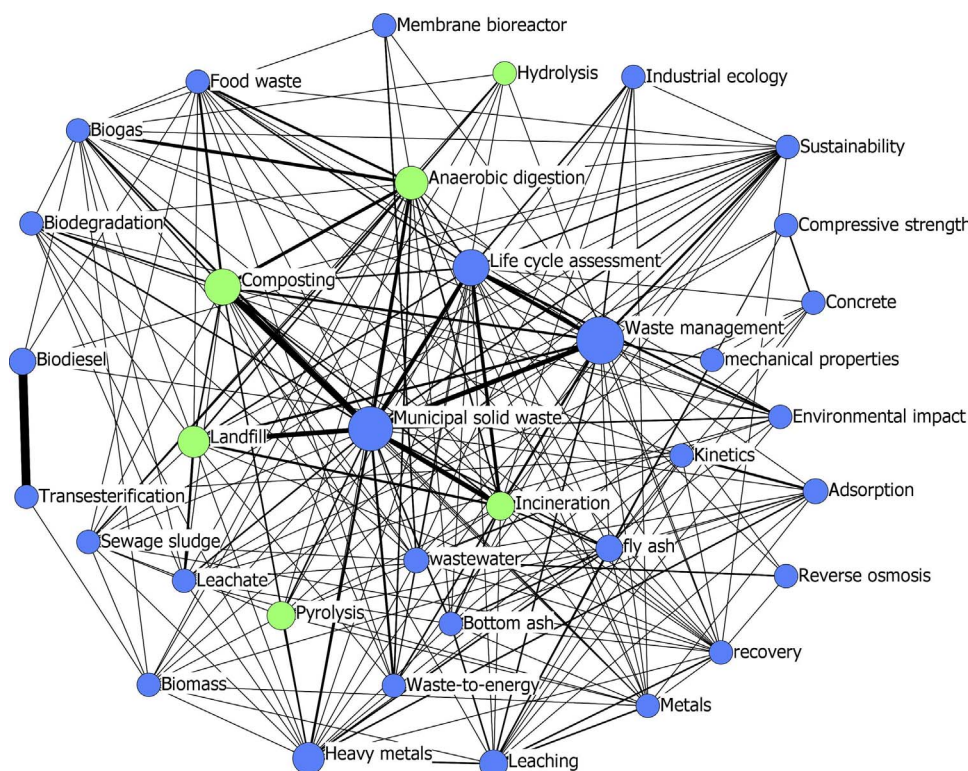 Membrane bioreactor
Hydrolysis
Industrial ecology
Food waste
Biogas
Sustainability
Anaerobic digestion
Biodegradation
Compressive strength
Life cycle assessment
Composting
Concrete
Waste management
mechanical properties
Biodiesel
Municipal solid waste
Environmental impact
Landfill
Kinetics
Adsorption
Transesterification
Incineration
Sewage sludge
fly ash
wastewater
Reverse osmosis
Leachate
Pyrolysis
Bottom ash
recovery
Biomass
Waste-to-energy
Metals
Heavy metals
Leaching